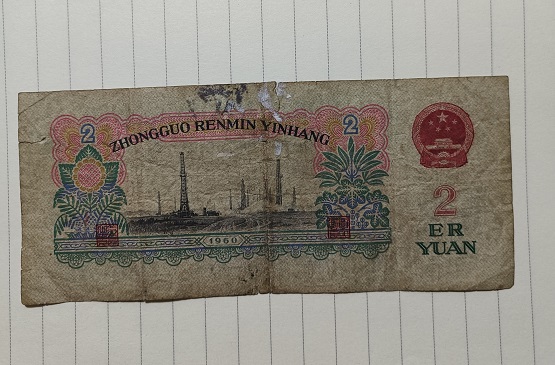 2
2
ZHONGGUO RENMIN YINHANG
1960
2
ER
YUAN